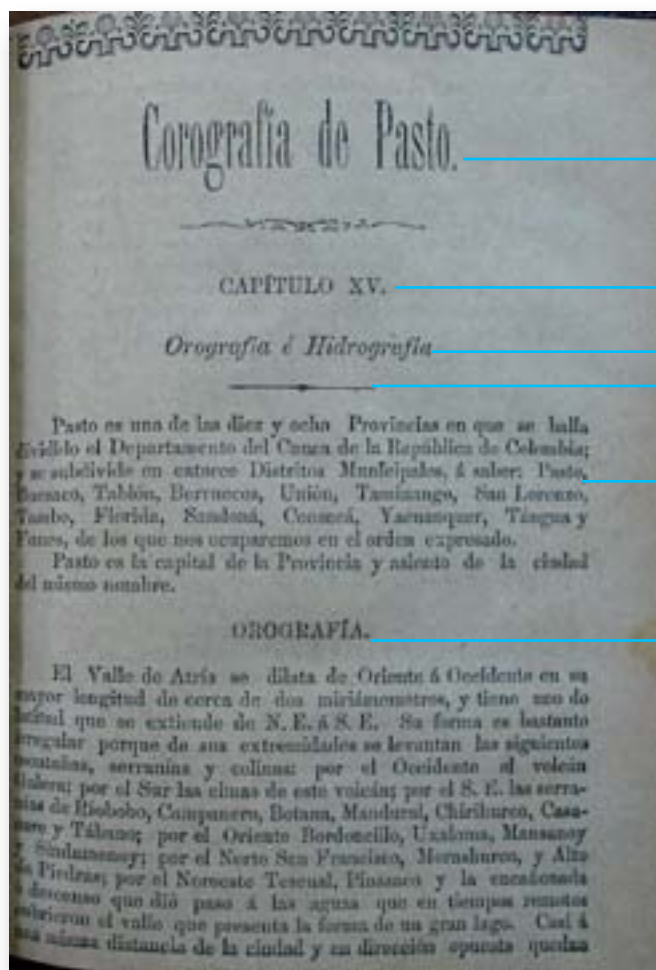 Corografía de Pasto.
CAPÍTULO XV.
Orografía é Hidrografía
Pasto es una de las diez y ocho Provincias en que se halla
dividido el Departamento del Cauca de la República de Colombia;
y se subdivide en catorce Distritos Municipales, á saber: Pasto,
Buesaco, Tablón, Berruecos, Unión, Taminango, San Lorenzo,
Tambo, Florida, Sandoná, Consacá, Yacuanquer, Tángua y
Funes, de los que nos ocuparemos en el orden expresado.
Pasto es la capital de la Provincia y asiento de la ciudad
del mismo nombre.
OROGRAFÍA.
El Valle de Atrís se dilata de Oriente á Occidente en su
mayor longitud de cerca de dos miriámometros, y tiene uno de
latitud que se extiende de N. E. á S. E. Su forma es bastante
irregular porque de sus extremidades se levantan las siguientes
montañas, serranías y colinas: por el Occidente el volcán
Galera; por el Sur las cimas de este volcán; por el S. E. las serra-
nías de Riobobo, Campanero, Botana, Mandural, Chiriburco, Casa-
nare y Tábano; por el Oriente Bordoncillo,
y Sindamanoy; por el Norte San Francisco, Morashurco, y Alto
de Piedras; por el Noroeste Tescual, Pinasaco y la encañonada
ó descenso que dió paso á las aguas que en tiempos remotos
cubrieron el valle que presenta la forma de un gran lago. Casi á
una misma distancia de la ciudad y en dirección opuesta quedan